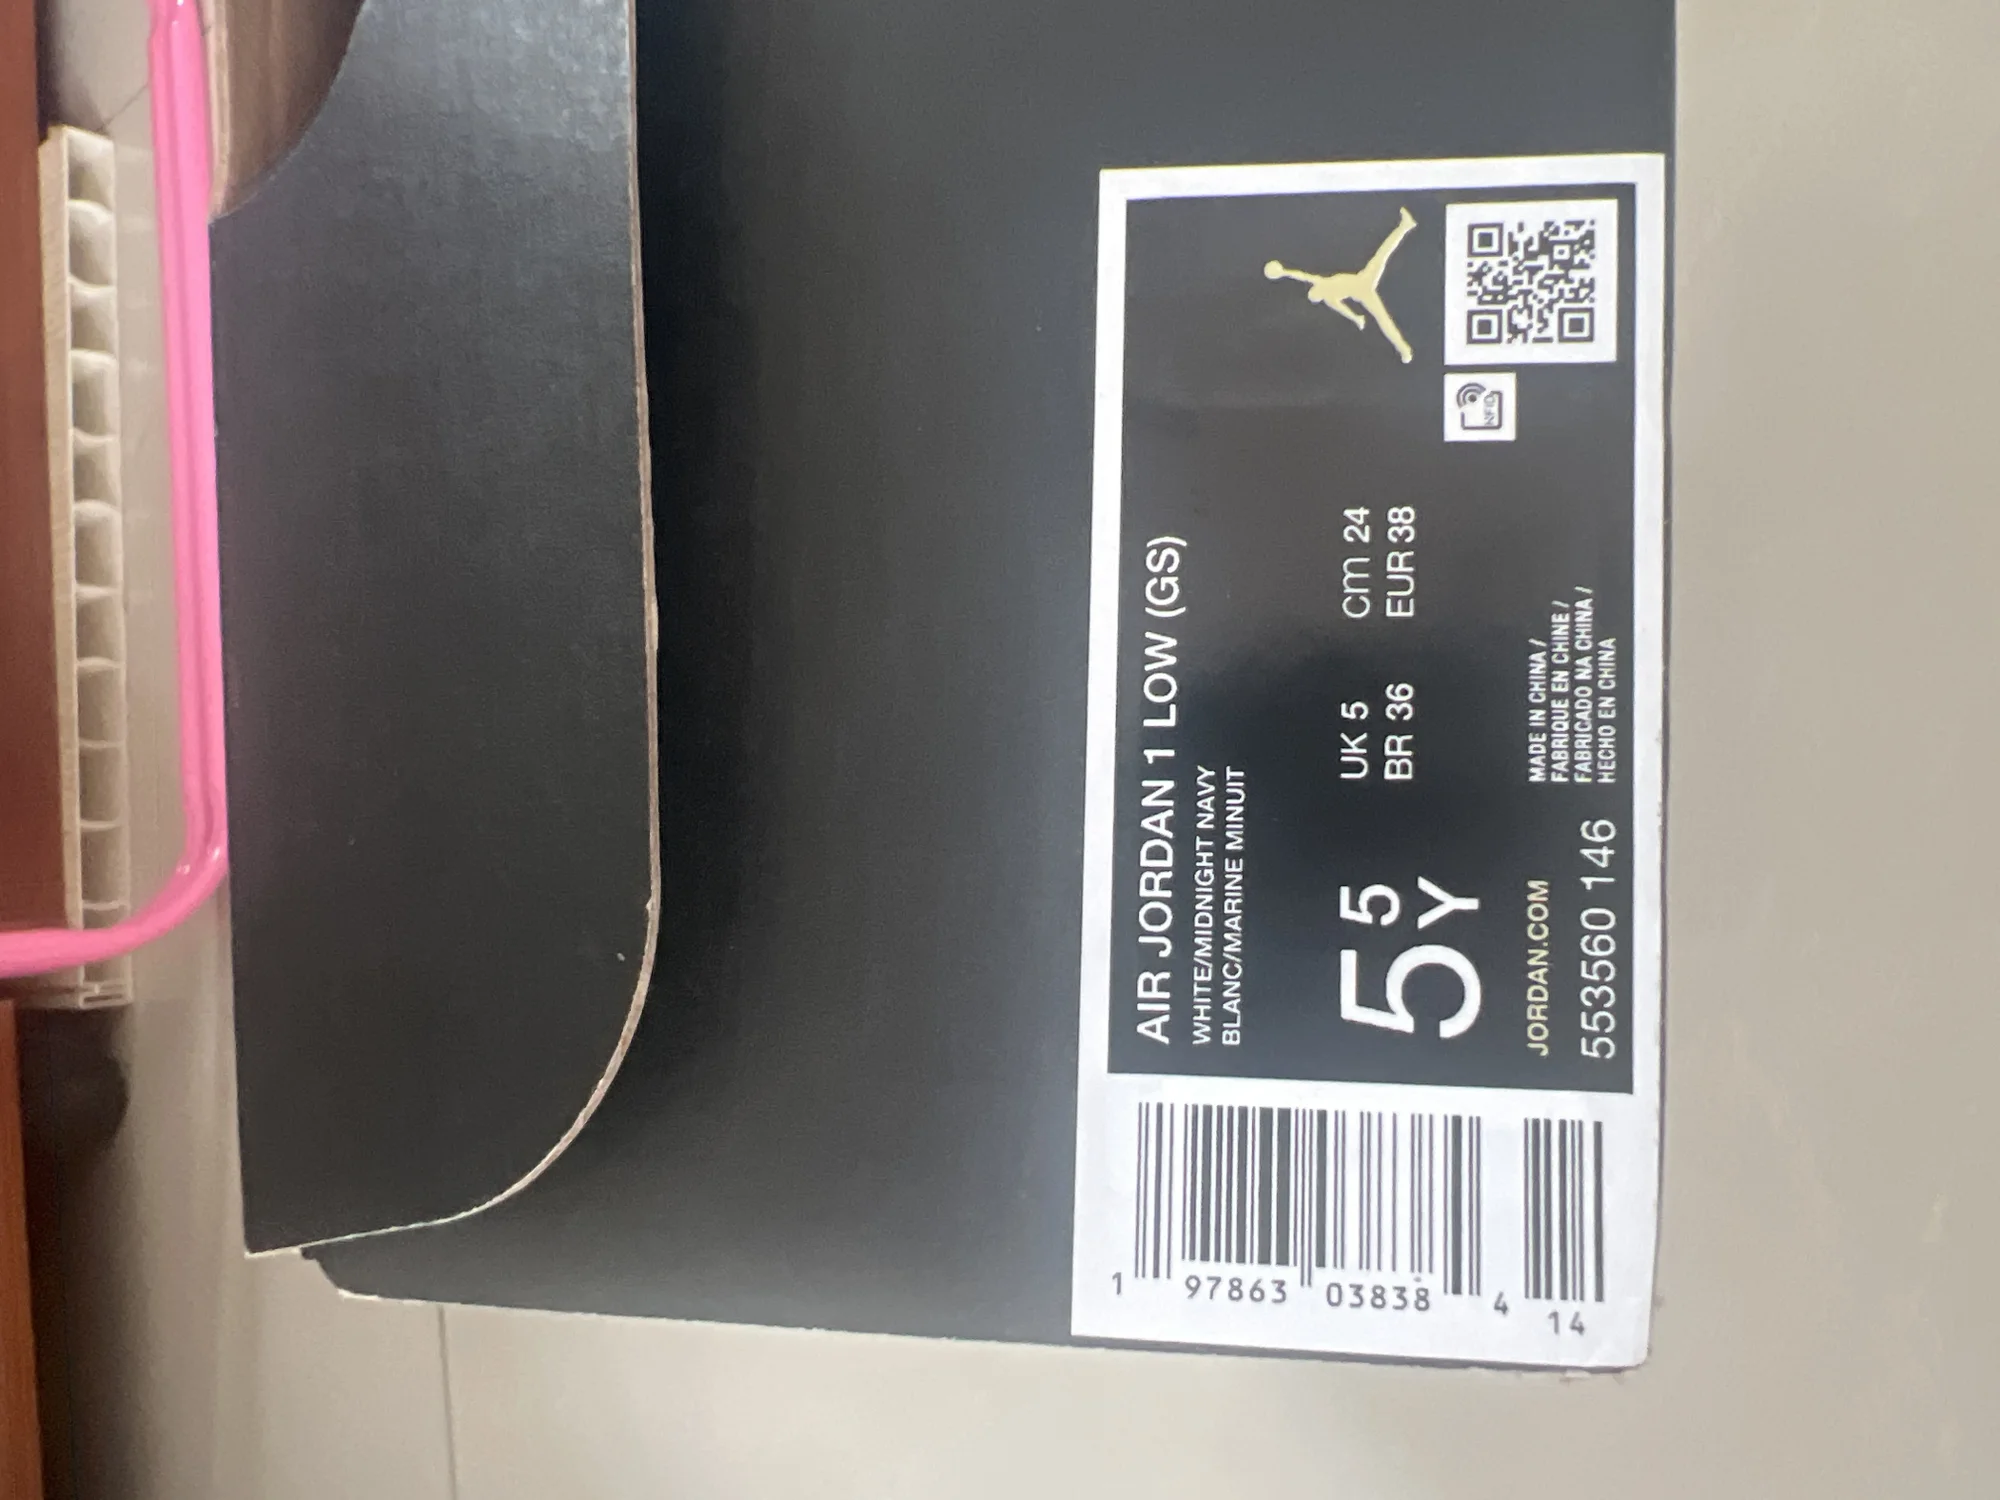 AIR JORDAN 1 LOW (GS)
WHITE/MIDNIGHT NAVY
BLANC/MARINE MINUIT
5 5Y
UK 5 cm 24
BR 36 EUR 38
JORDAN.COM
553560 146
MADE IN CHINA /
FABRIQUE EN CHINE /
FABRICADO NA CHINA /
HECHO EN CHINA
RFID
1 97863 03838 4
14